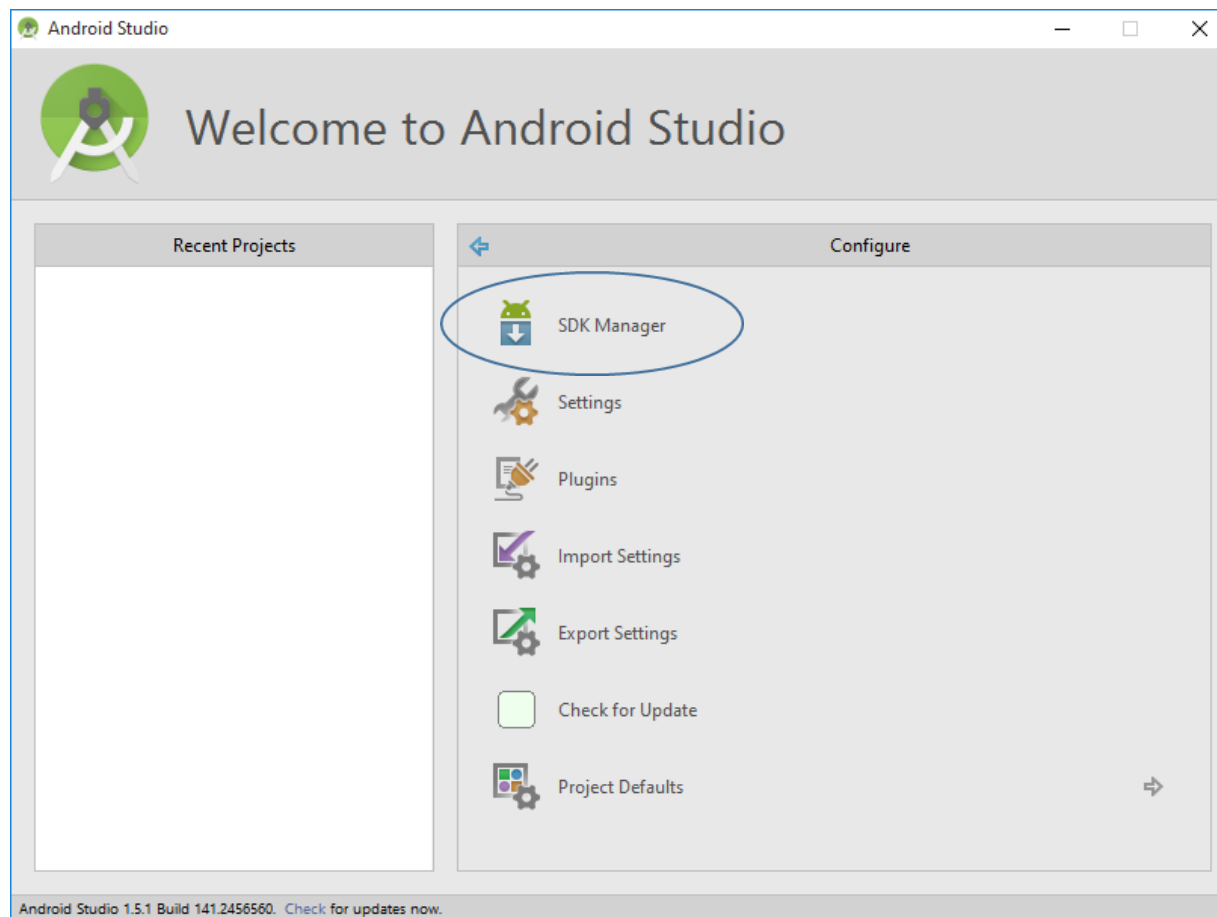 Android Studio
Welcome to Android Studio
Recent Projects
Configure
SDK Manager
Settings
Plugins
Import Settings
Export Settings
Check for Update
Project Defaults
Android Studio 1.5.1 Build 141.2456560. Check for updates now.